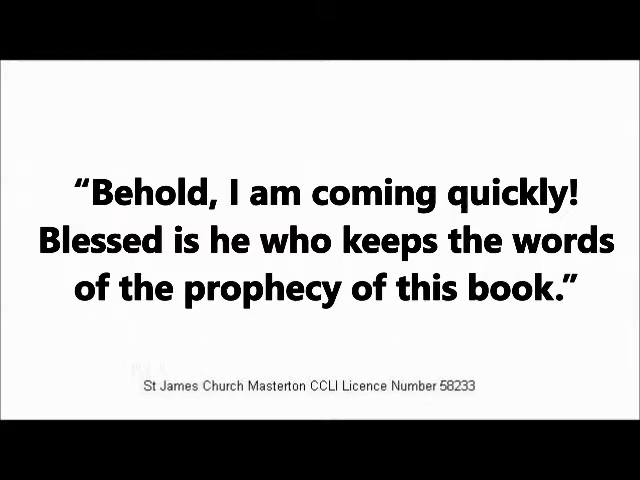 “Behold, I am coming quickly!
Blessed is he who keeps the words
of the prophecy of this book.”
St James Church Masterton CCLI Licence Number 58233